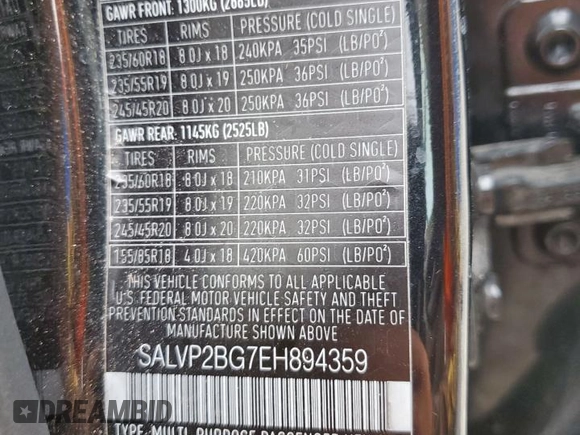 GAWR FRONT: 1300KG (2865LB)
TIRES RIMS PRESSURE (COLD SINGLE)
235/60R18 8.0J x 18 240KPA 35PSI (LB/PO²)
235/55R19 8.0J x 19 250KPA 36PSI (LB/PO²)
245/45R20 8.0J x 20 250KPA 36PSI (LB/PO²)
GAWR REAR: 1145KG (2525LB)
TIRES RIMS PRESSURE (COLD SINGLE)
235/60R18 8.0J x 18 210KPA 31PSI (LB/PO²)
235/55R19 8.0J x 19 220KPA 32PSI (LB/PO²)
245/45R20 8.0J x 20 220KPA 32PSI (LB/PO²)
155/85R18 4.0J x 18 420KPA 60PSI (LB/PO²)
THIS VEHICLE CONFORMS TO ALL APPLICABLE
U.S. FEDERAL MOTOR VEHICLE SAFETY AND THEFT
PREVENTION STANDARDS IN EFFECT ON THE DATE OF
MANUFACTURE SHOWN ABOVE
SALVP2BG7EH894359
TYPE: MULTI-PURPOSE PASSENGER
DREAMBID